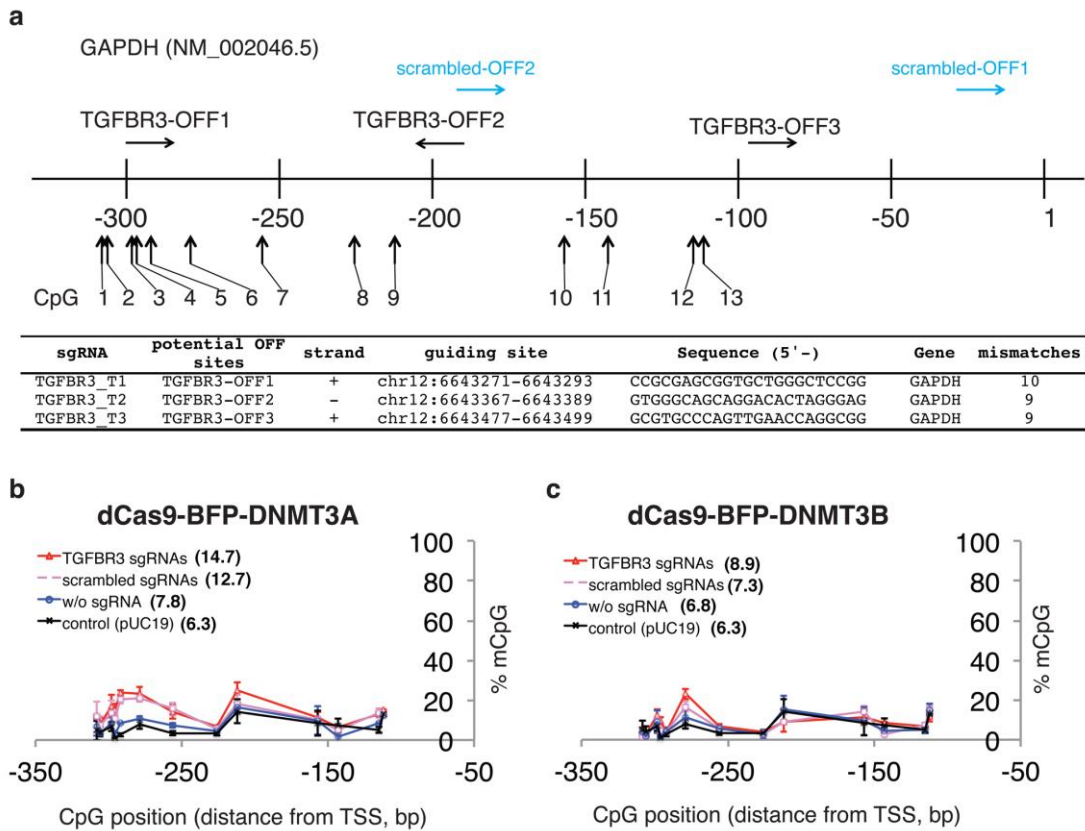 a
GAPDH (NM_002046.5)
scrambled-OFF2
scrambled-OFF1
TGFBR3-OFF1
TGFBR3-OFF2
TGFBR3-OFF3
-300 -250 -200 -150 -100 -50 1
CpG 1 2 3 4 5 6 7 8 9 10 11 12 13
sgRNA potential OFF sites strand guiding site Sequence (5'-) Gene mismatches
TGFBR3_T1 TGFBR3-OFF1 + chr12:6643271-6643293 CCGCGAGCGGTGCTGGGCTCCGG GAPDH 10
TGFBR3_T2 TGFBR3-OFF2 - chr12:6643367-6643389 GTGGGCAGCAGGACACTAGGGAG GAPDH 9
TGFBR3_T3 TGFBR3-OFF3 + chr12:6643477-6643499 GCGTGCCCAGTTGAACCAGGCGG GAPDH 9
b
dCas9-BFP-DNMT3A
TGFBR3 sgRNAs (14.7)
scrambled sgRNAs (12.7)
w/o sgRNA (7.8)
control (pUC19) (6.3)
100
80
60
40
20
0
% mCpG
-350 -250 -150 -50
CpG position (distance from TSS, bp)
c
dCas9-BFP-DNMT3B
TGFBR3 sgRNAs (8.9)
scrambled sgRNAs (7.3)
w/o sgRNA (6.8)
control (pUC19) (6.3)
100
80
60
40
20
0
% mCpG
-350 -250 -150 -50
CpG position (distance from TSS, bp)